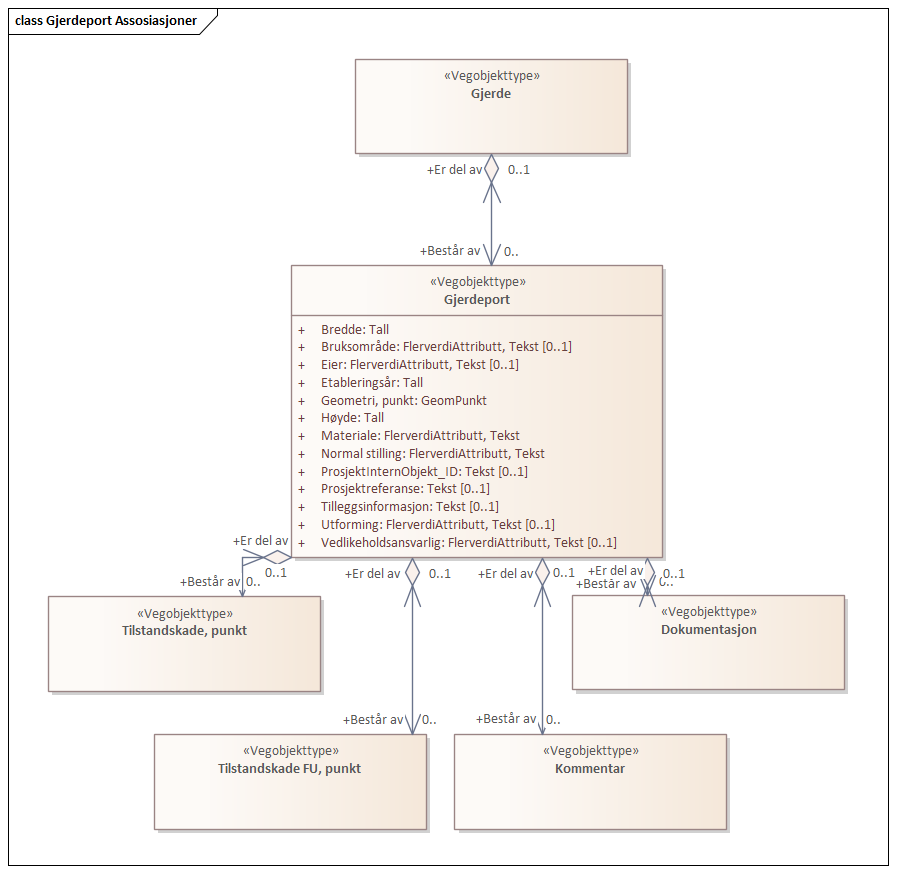 class Gjerdeport Assosiasjoner
«Vegobjekttype»
Gjerde
+Er del av 0..1
+Består av 0..
«Vegobjekttype»
Gjerdeport
+ Bredde: Tall
+ Bruksområde: FlerverdiAttributt, Tekst [0..1]
+ Eier: FlerverdiAttributt, Tekst [0..1]
+ Etableringsår: Tall
+ Geometri, punkt: GeomPunkt
+ Høyde: Tall
+ Materiale: FlerverdiAttributt, Tekst
+ Normal stilling: FlerverdiAttributt, Tekst
+ ProsjektInternObjekt_ID: Tekst [0..1]
+ Prosjektreferanse: Tekst [0..1]
+ Tilleggsinformasjon: Tekst [0..1]
+ Utforming: FlerverdiAttributt, Tekst [0..1]
+ Vedlikeholdsansvarlig: FlerverdiAttributt, Tekst [0..1]
+Er del av
0..1
+Består av 0..
+Er del av 0..1
+Er del av 0..1
+Er del av 0..1
+Består av 0..
«Vegobjekttype»
Tilstandskade, punkt
«Vegobjekttype»
Dokumentasjon
+Består av 0..
+Består av 0..
«Vegobjekttype»
Tilstandskade FU, punkt
«Vegobjekttype»
Kommentar